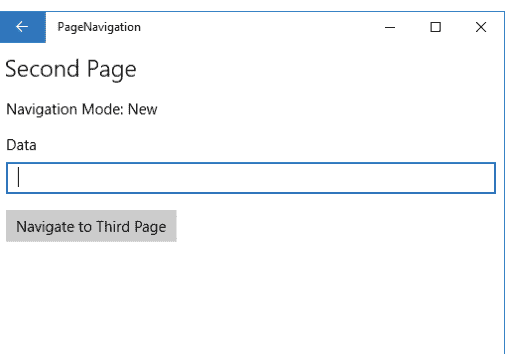 PageNavigation
Second Page
Navigation Mode: New
Data
Navigate to Third Page